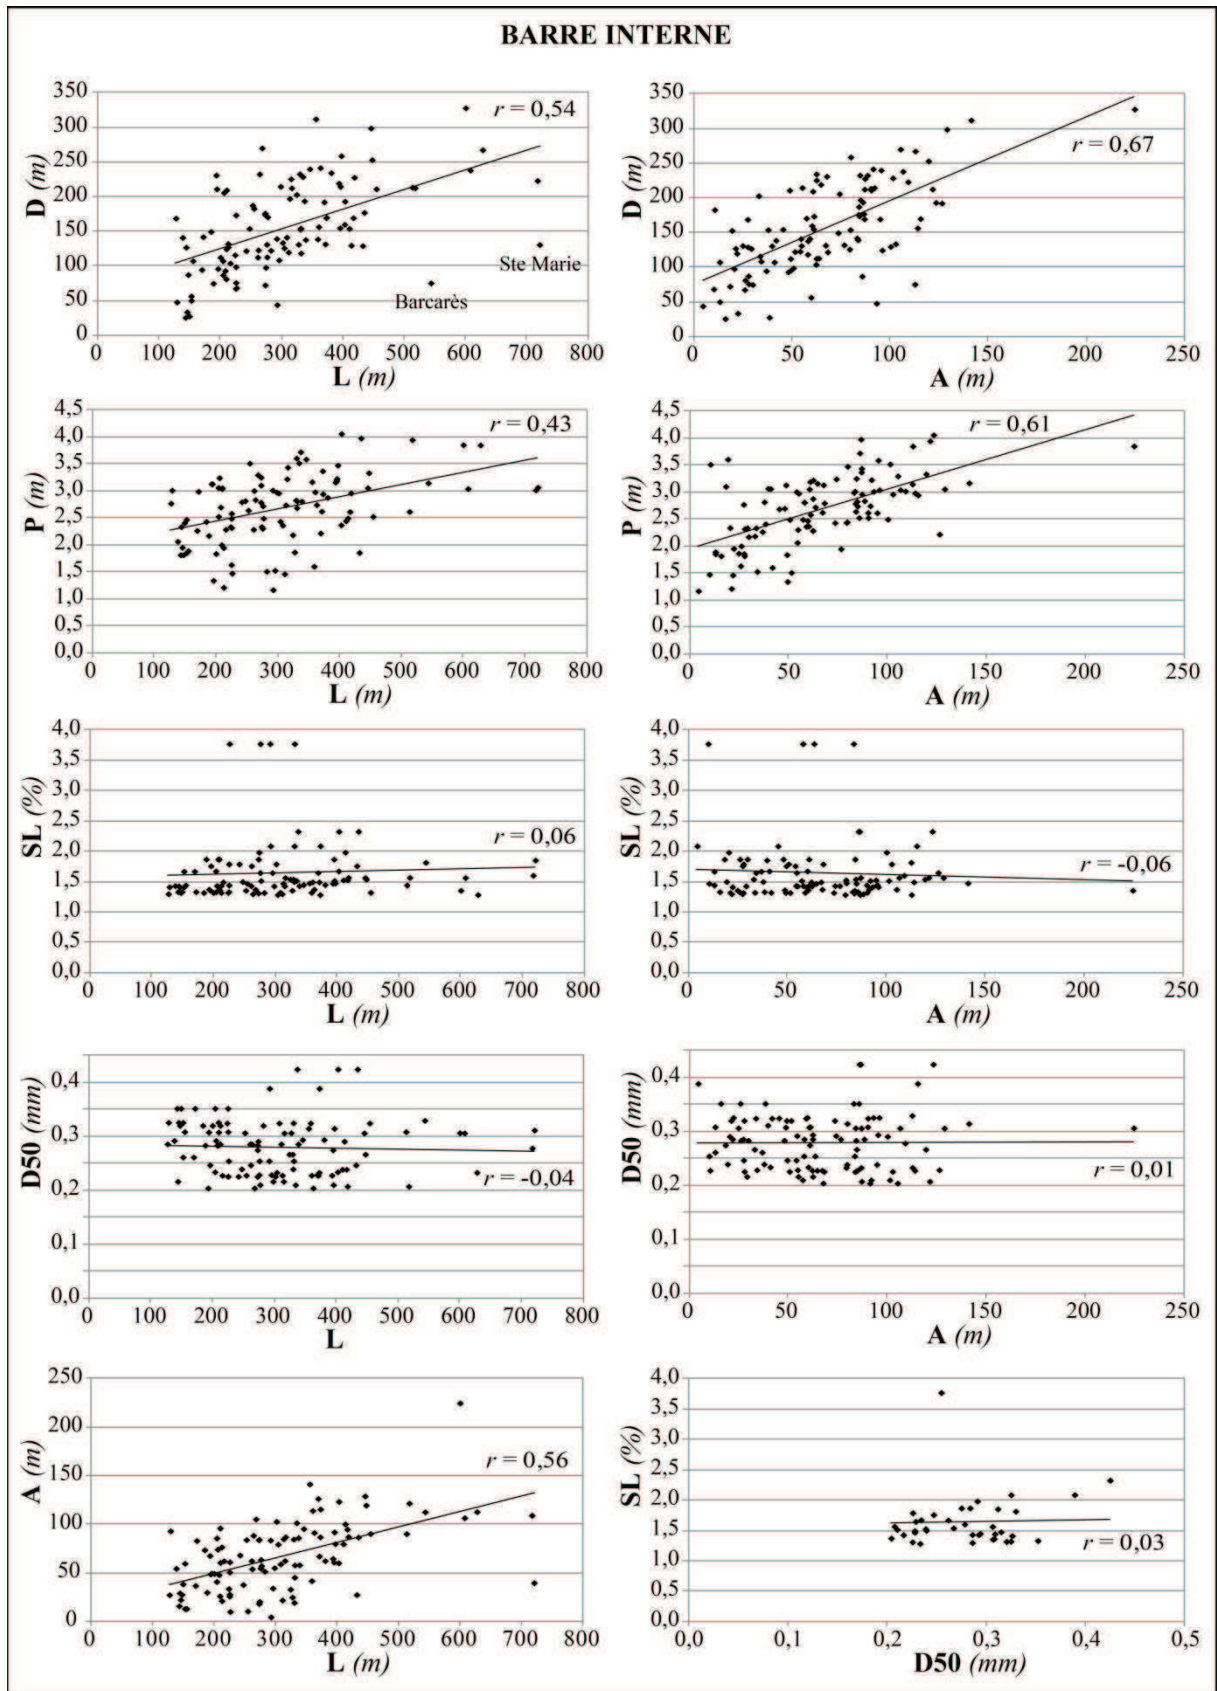 BARRE INTERNE
D (m)
350
300
250
200
150
100
50
0
r = 0,54
Ste Marie
Barcarès
0 100 200 300 400 500 600 700 800
L (m)
D (m)
350
300
250
200
150
100
50
0
r = 0,67
0 50 100 150 200 250
A (m)
P (m)
4,5
4,0
3,5
3,0
2,5
2,0
1,5
1,0
0,5
0,0
r = 0,43
0 100 200 300 400 500 600 700 800
L (m)
P (m)
4,5
4,0
3,5
3,0
2,5
2,0
1,5
1,0
0,5
0,0
r = 0,61
0 50 100 150 200 250
A (m)
SL (%)
4,0
3,5
3,0
2,5
2,0
1,5
1,0
0,5
0,0
r = 0,06
0 100 200 300 400 500 600 700 800
L (m)
SL (%)
4,0
3,5
3,0
2,5
2,0
1,5
1,0
0,5
0,0
r = -0,06
0 50 100 150 200 250
A (m)
D50 (mm)
0,4
0,3
0,2
0,1
0,0
r = -0,04
0 100 200 300 400 500 600 700 800
L
D50 (mm)
0,4
0,3
0,2
0,1
0,0
r = 0,01
0 50 100 150 200 250
A (m)
A (m)
250
200
150
100
50
0
r = 0,56
0 100 200 300 400 500 600 700 800
L (m)
SL (%)
4,0
3,5
3,0
2,5
2,0
1,5
1,0
0,5
0,0
r = 0,03
0,0 0,1 0,2 0,3 0,4 0,5
D50 (mm)